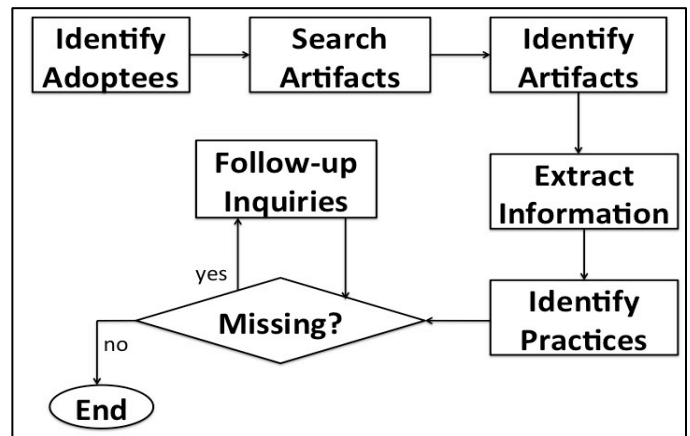 Identify
Adoptees
Search
Artifacts
Identify
Artifacts
Extract
Information
Identify
Practices
Missing?
yes
Follow-up
Inquiries
no
End